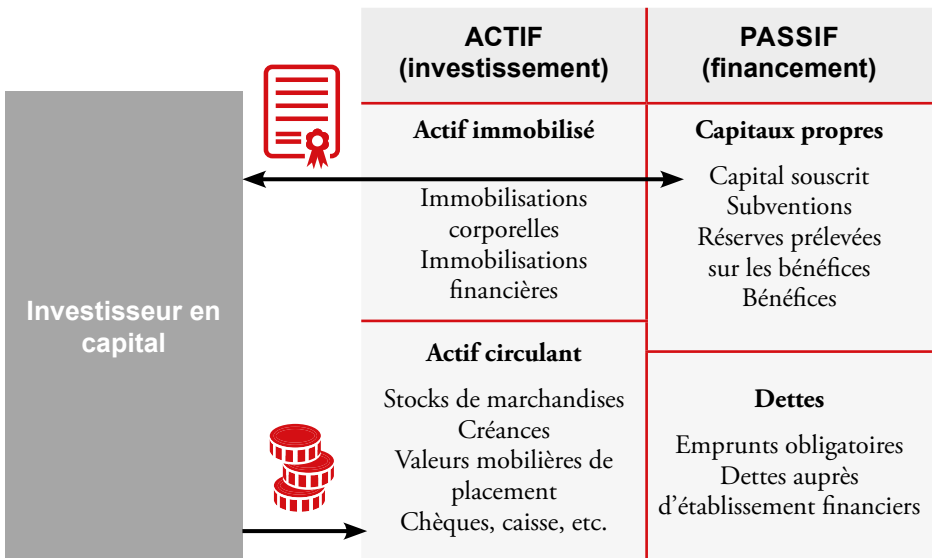 Investisseur en
capital
ACTIF
(investissement)
PASSIF
(financement)
Actif immobilisé
Immobilisations
corporelles
Immobilisations
financières
Capitaux propres
Capital souscrit
Subventions
Réserves prélevées
sur les bénéfices
Bénéfices
Actif circulant
Stocks de marchandises
Créances
Valeurs mobilières de
placement
Chèques, caisse, etc.
Dettes
Emprunts obligatoires
Dettes auprès
d’établissement financiers